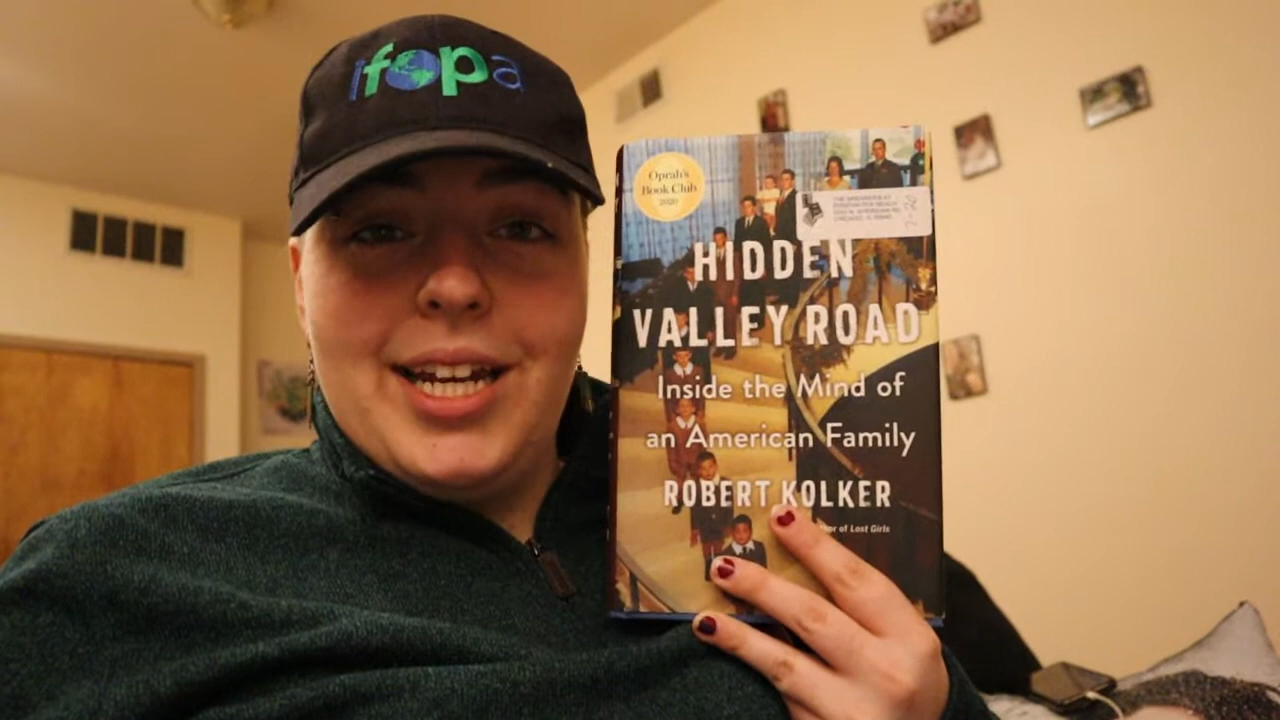 ifopa
Oprah's
Book Club
2020
HIDDEN
VALLEY ROAD
Inside the Mind of
an American Family
ROBERT KOLKER
of Lost Girls